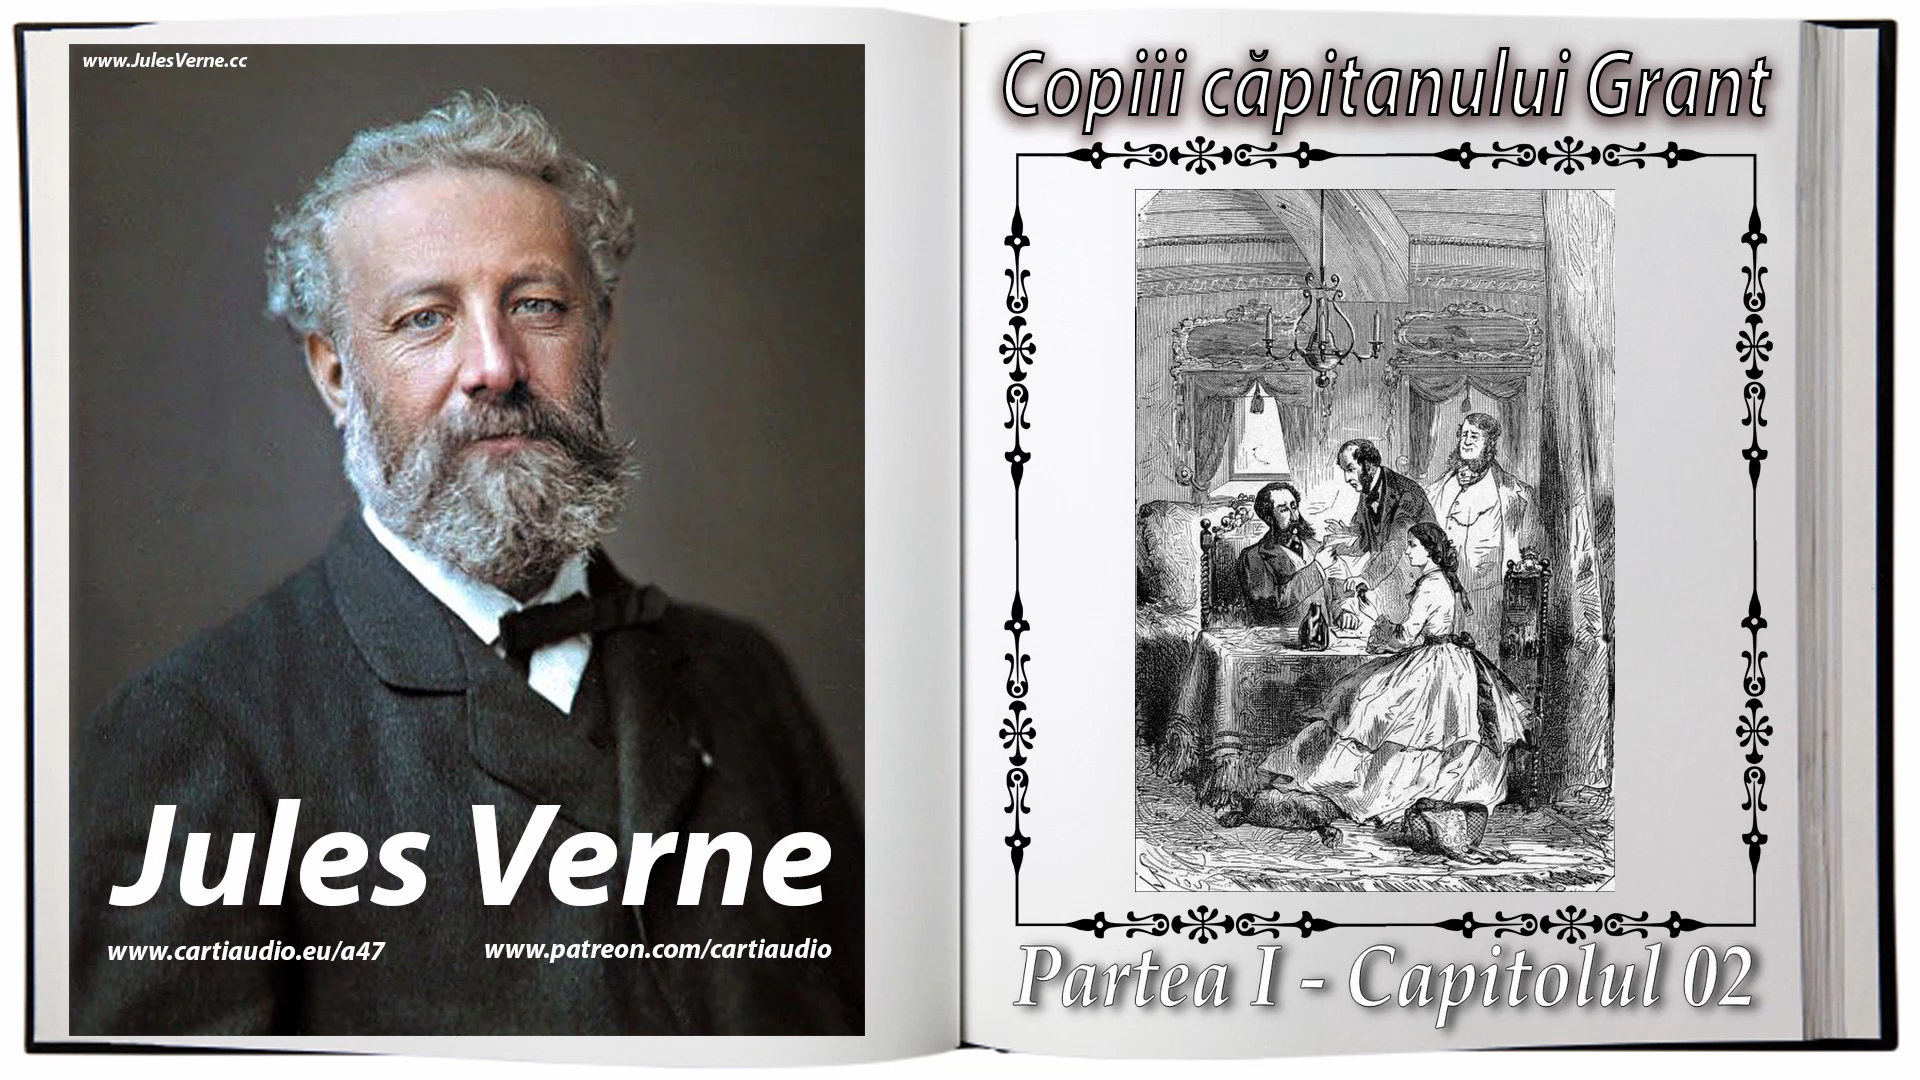 www.JulesVerne.cc
Jules Verne
www.cartiaudio.eu/a47
www.patreon.com/cartiaudio
Copiii căpitanului Grant
Partea I - Capitolul 02